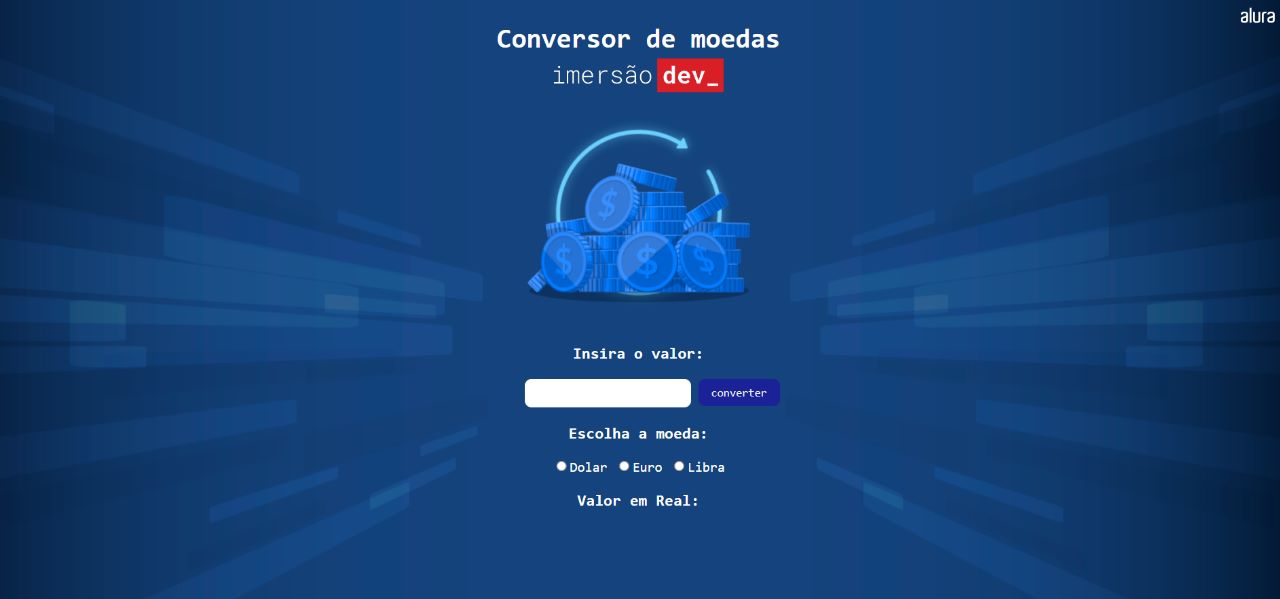 alura
Conversor de moedas
imersão dev_
$
$ $ $
Insira o valor:
converter
Escolha a moeda:
Dolar Euro Libra
Valor em Real: